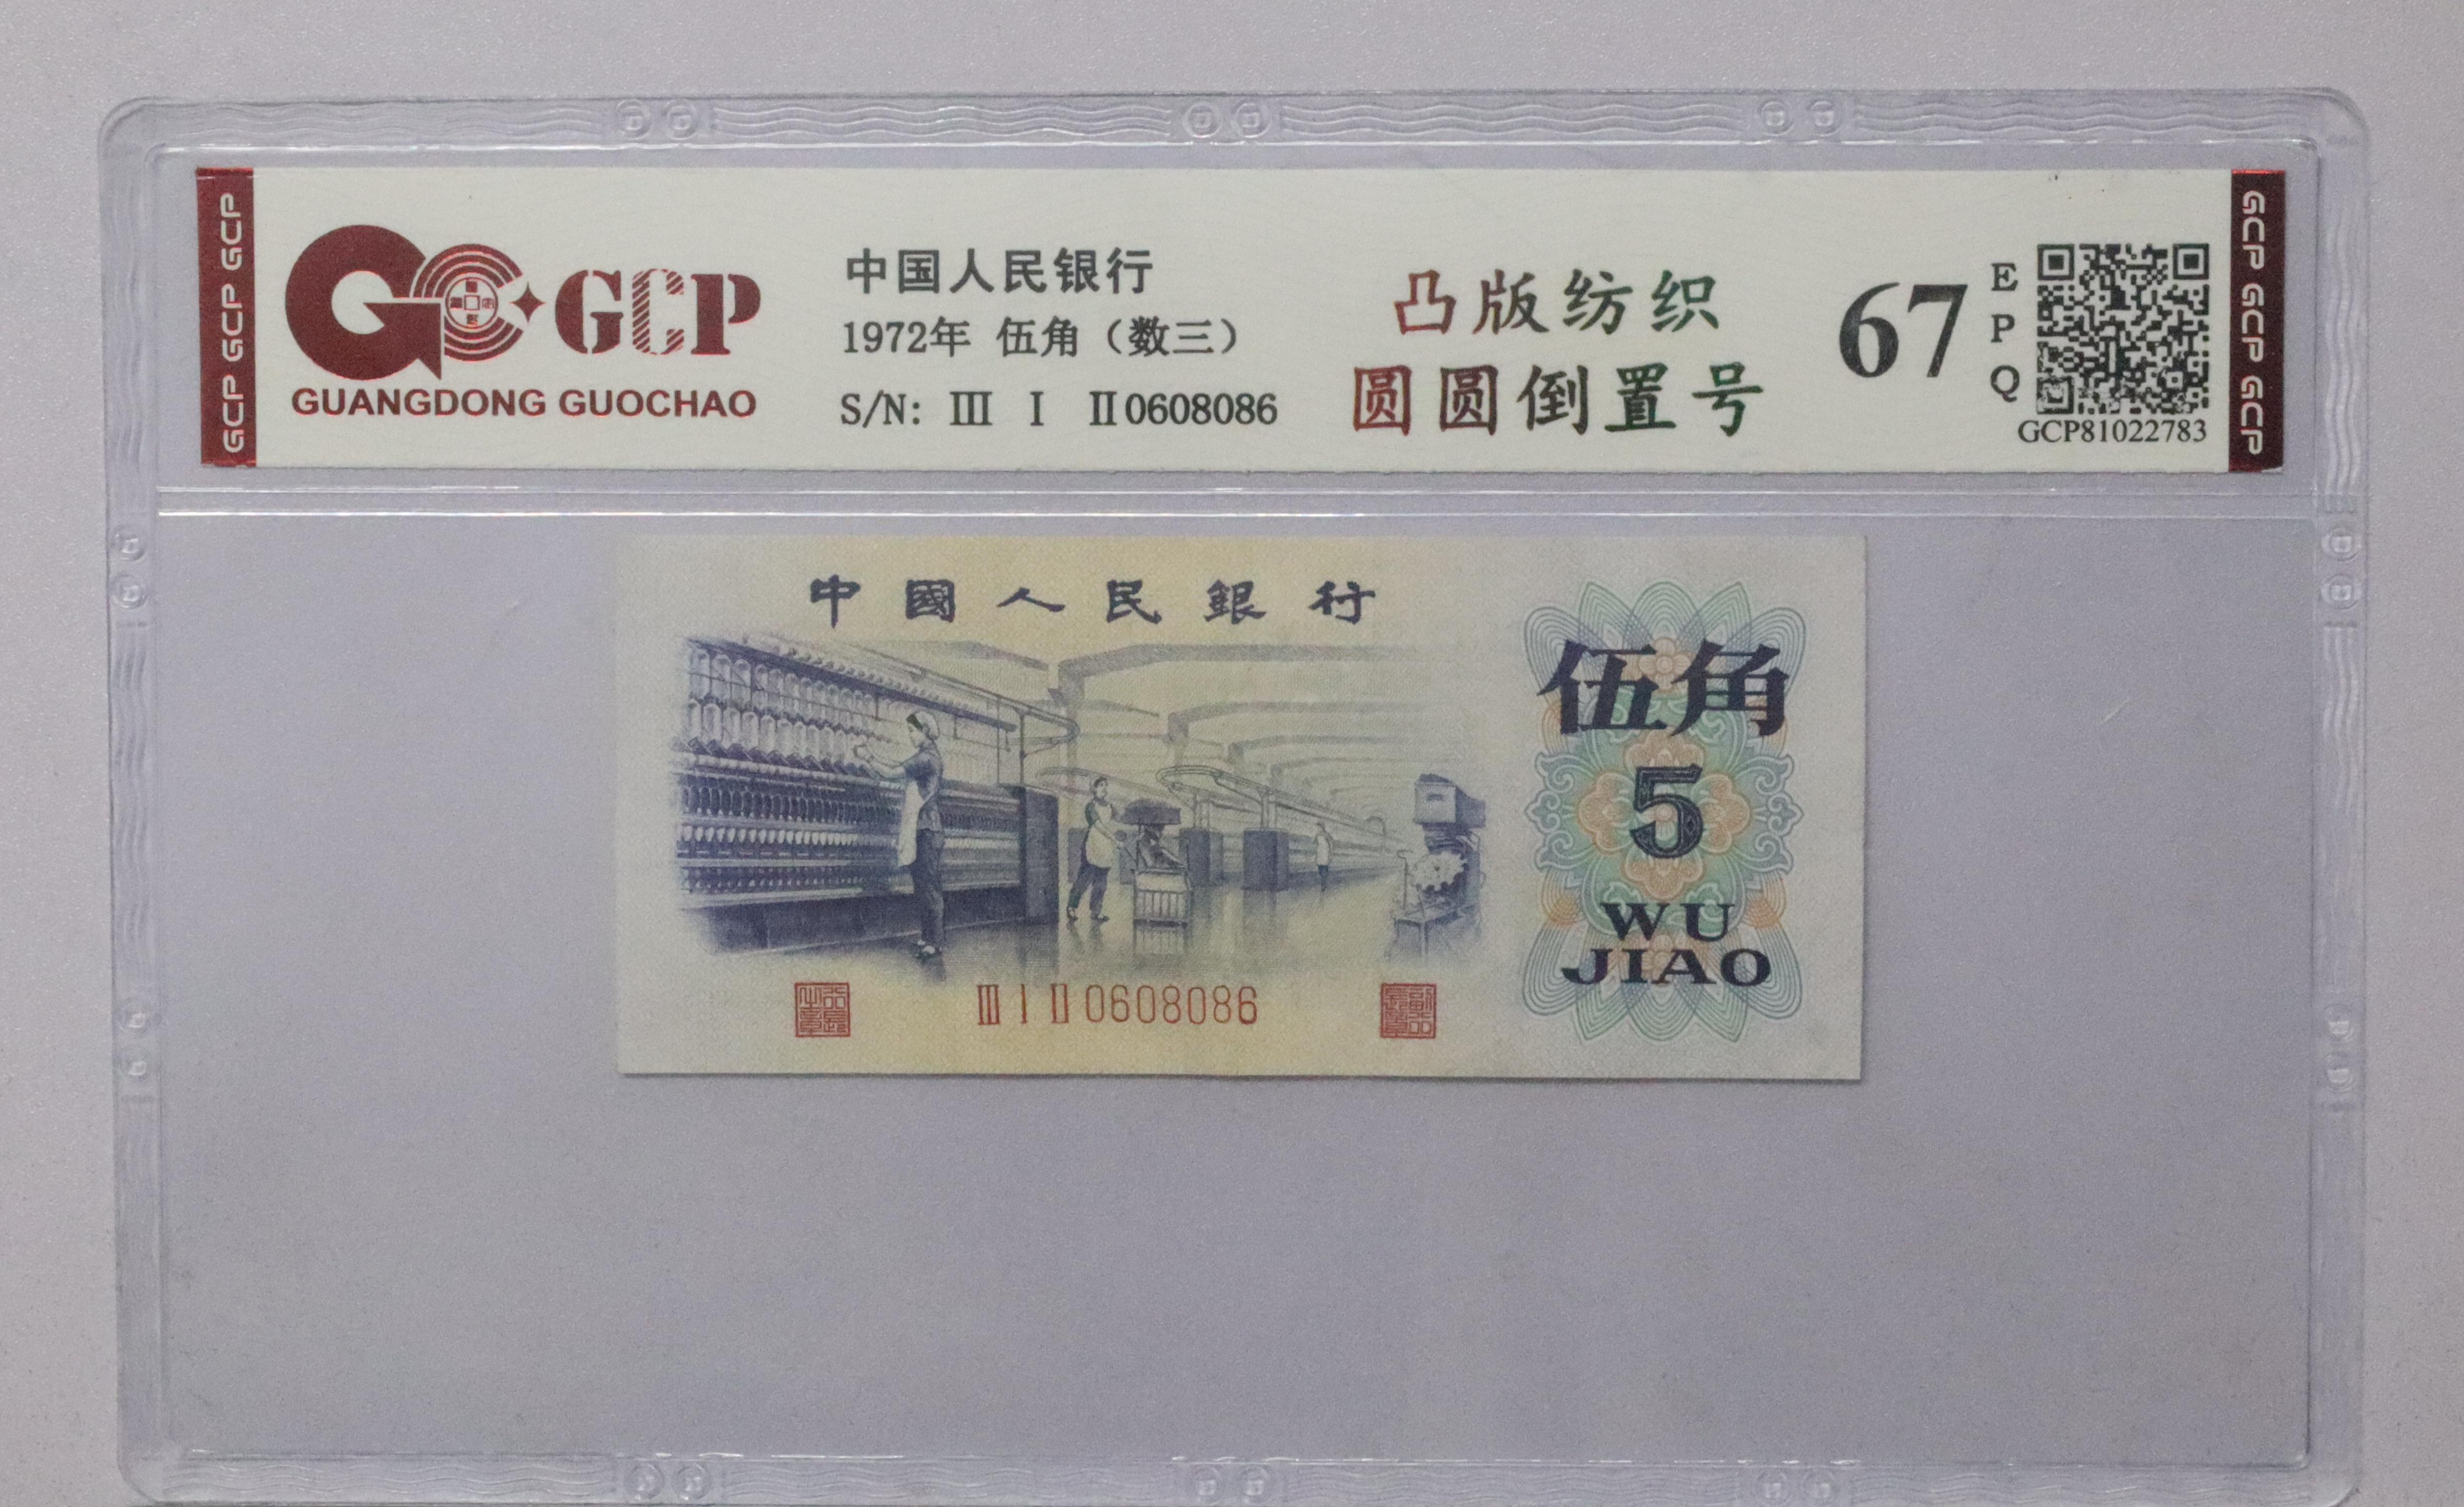 GCP GCP GCP
GCP
GUANGDONG GUOCHAO
中国人民银行
1972年 伍角（数三）
S/N: Ⅲ Ⅰ Ⅱ0608086
凸版纺织
圆圆倒置号
67
E
P
Q
GCP81022783
GCP GCP GCP
中國人民銀行
伍角
5
WU
JIAO
Ⅲ Ⅰ Ⅱ 0608086